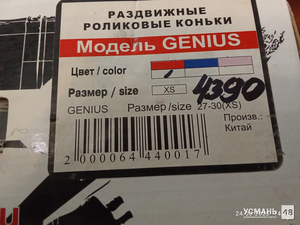 РАЗДВИЖНЫЕ
РОЛИКОВЫЕ КОНЬКИ
Модель GENIUS
Цвет / color
Размер / size XS
4390
GENIUS Размер /size 27-30(XS)
Произв.:
Китай
2 000064 440017
УСМАНЬ 48